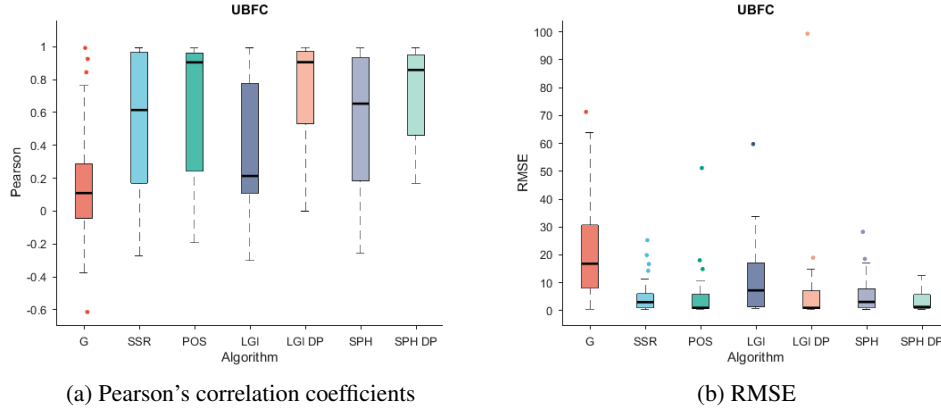 UBFC
Pearson
1
0.8
0.6
0.4
0.2
0
-0.2
-0.4
-0.6
G SSR POS LGI LGI DP SPH SPH DP
Algorithm
(a) Pearson's correlation coefficients
UBFC
RMSE
100
90
80
70
60
50
40
30
20
10
0
G SSR POS LGI LGI DP SPH SPH DP
Algorithm
(b) RMSE